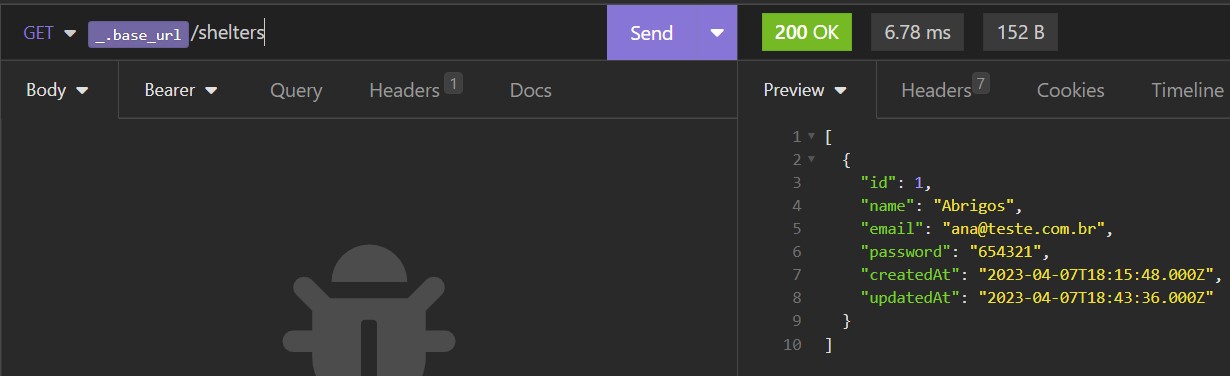 GET _.base_url /shelters Send 200 OK 6.78 ms 152 B
Body Bearer Query Headers 1 Docs Preview Headers 7 Cookies Timeline
1 [
2 {
3 "id": 1,
4 "name": "Abrigos",
5 "email": "ana@teste.com.br",
6 "password": "654321",
7 "createdAt": "2023-04-07T18:15:48.000Z",
8 "updatedAt": "2023-04-07T18:43:36.000Z"
9 }
10 ]